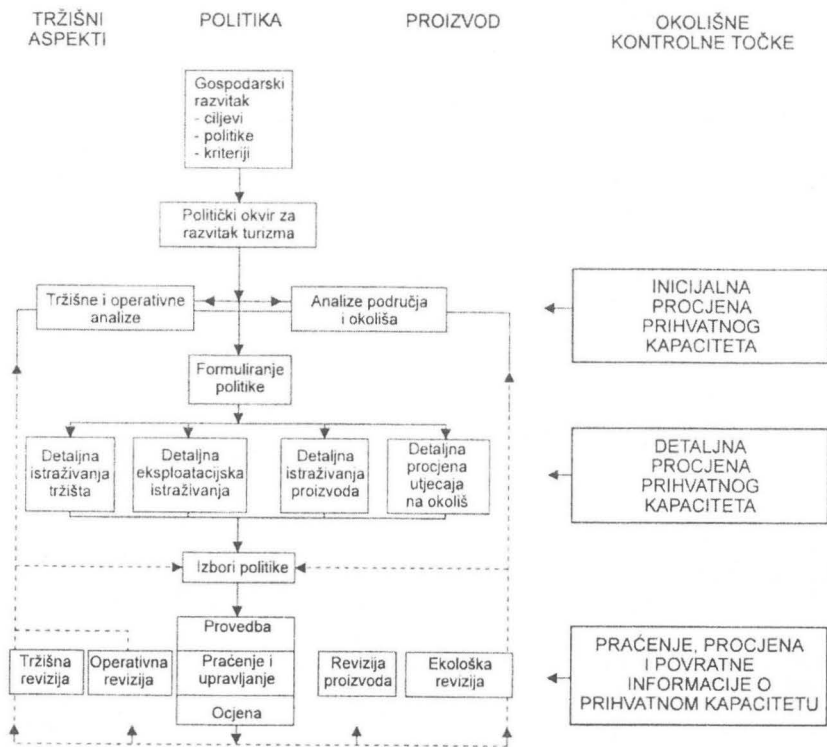 TRŽIŠNI
ASPEKTI
POLITIKA
PROIZVOD
OKOLIŠNE
KONTROLNE TOČKE
Gospodarski
razvitak
- ciljevi
- politike
- kriteriji
Politički okvir za
razvitak turizma
Tržišne i operativne
analize
Analize područja
i okoliša
INICIJALNA
PROCJENA
PRIHVATNOG
KAPACITETA
Formuliranje
politike
Detaljna
istraživanja
tržišta
Detaljna
eksploatacijska
istraživanja
Detaljna
istraživanja
proizvoda
Detaljna
procjena
utjecaja
na okoliš
DETALJNA
PROCJENA
PRIHVATNOG
KAPACITETA
Izbori politike
Provedba
Praćenje i
upravljanje
Ocjena
Tržišna
revizija
Operativna
revizija
Revizija
proizvoda
Ekološka
revizija
PRAĆENJE, PROCJENA
I POVRATNE
INFORMACIJE O
PRIHVATNOM KAPACITETU